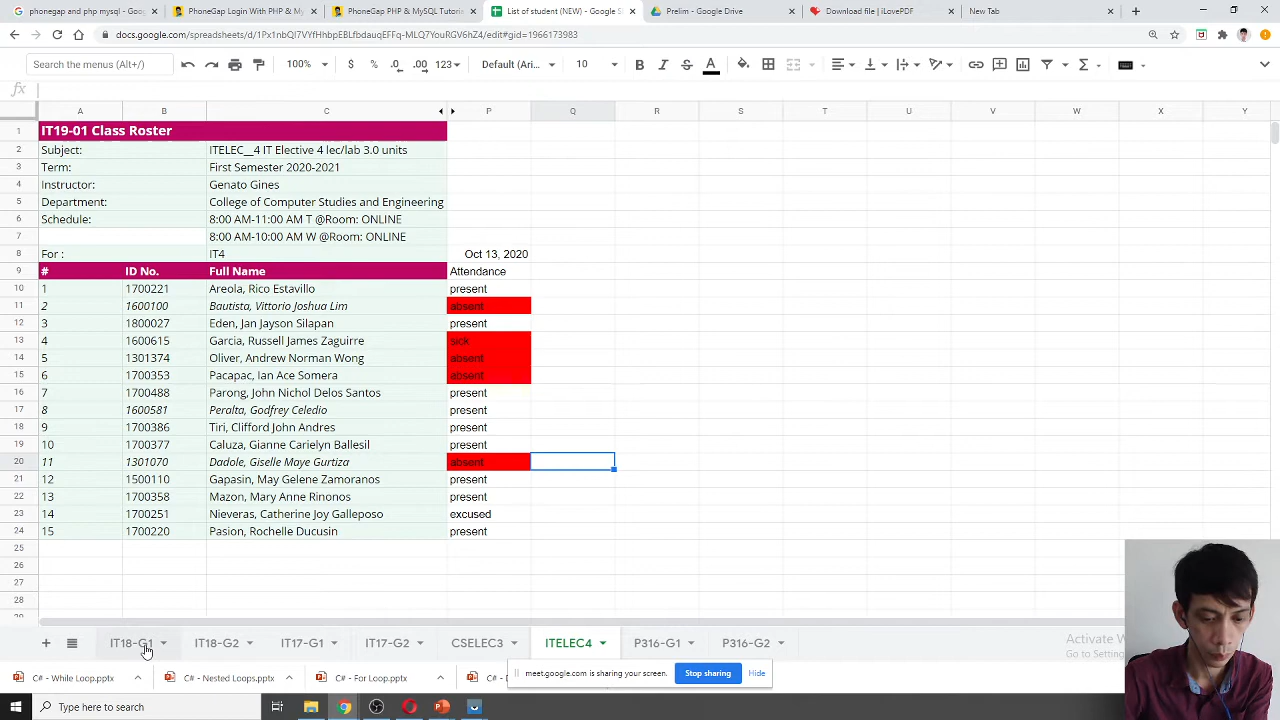 phonegap and php mysql - Goo
PhoneGap Login With PHP & My
PhoneGap PHP & MySQL Tutoria
List of student (NEW) - Google S
Prelim - Google Drive
Download file | iLovePDF
New Tab
docs.google.com/spreadsheets/d/1Px1nbQI7VYfHhbpEBLfbdauqEFFq-MLQ7YouRGV6hZ4/edit#gid=1966173983
Search the menus (Alt+/)
100%
$ % .0 .00 123
Default (Ari...
10
B I S A
fx
A B C P Q R S T U V W X Y
1 IT19-01 Class Roster
2 Subject: ITELEC__4 IT Elective 4 lec/lab 3.0 units
3 Term: First Semester 2020-2021
4 Instructor: Genato Gines
5 Department: College of Computer Studies and Engineering
6 Schedule: 8:00 AM-11:00 AM T @Room: ONLINE
7 8:00 AM-10:00 AM W @Room: ONLINE
8 For : IT4 Oct 13, 2020
9 # ID No. Full Name Attendance
10 1 1700221 Areola, Rico Estavillo present
11 2 1600100 Bautista, Vittorio Joshua Lim absent
12 3 1800027 Eden, Jan Jayson Silapan present
13 4 1600615 Garcia, Russell James Zaguirre sick
14 5 1301374 Oliver, Andrew Norman Wong absent
15 6 1700353 Pacapac, Ian Ace Somera absent
16 7 1700488 Parong, John Nichol Delos Santos present
17 8 1600581 Peralta, Godfrey Celedio present
18 9 1700386 Tiri, Clifford John Andres present
19 10 1700377 Caluza, Gianne Carielyn Ballesil present
20 11 1301070 Dadole, Giselle Maye Gurtiza absent
21 12 1500110 Gapasin, May Gelene Zamoranos present
22 13 1700358 Mazon, Mary Anne Rinonos present
23 14 1700251 Nieveras, Catherine Joy Galleposo excused
24 15 1700220 Pasion, Rochelle Ducusin present
25
26
27
28
IT18-G1 IT18-G2 IT17-G1 IT17-G2 CSELEC3 ITELEC4 P316-G1 P316-G2
Activate W
Go to Setting
C# - While Loop.pptx
C# - Nested Loops.pptx
C# - For Loop.pptx
C# -
meet.google.com is sharing your screen.
Stop sharing
Hide
Type here to search